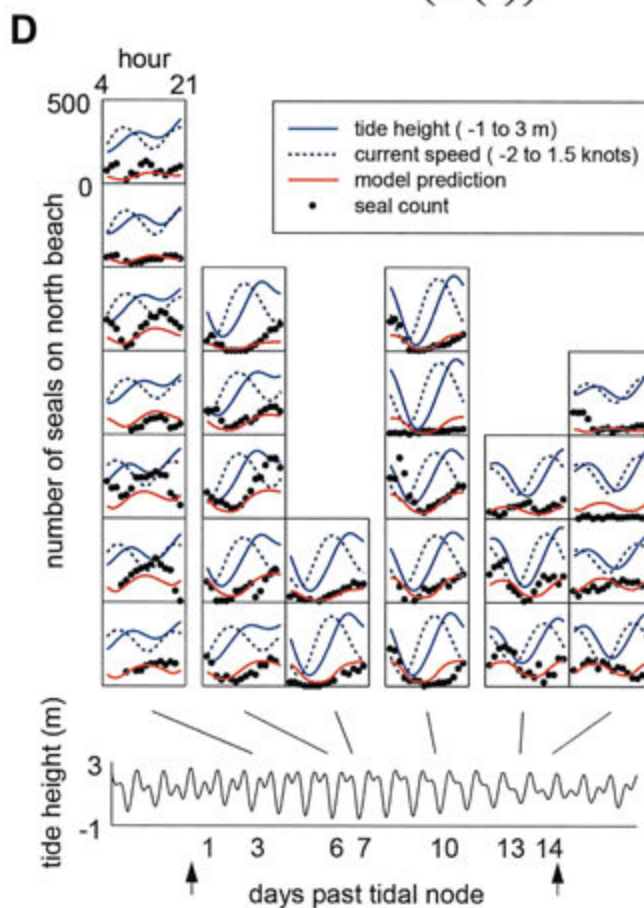 D
hour
4 21
500
0
number of seals on north beach
tide height ( -1 to 3 m)
current speed ( -2 to 1.5 knots)
model prediction
seal count
tide height (m)
3
-1
1 3 6 7 10 13 14
days past tidal node